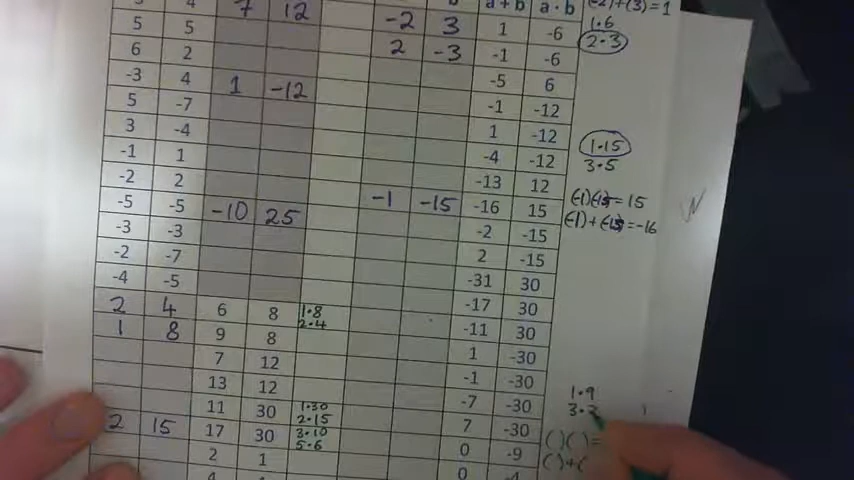 4 7 12 b a+b a·b (-2)+(3)=1
5 5 -2 3 1 -6 1·6
6 2 2 -3 -1 -6 2·3
-3 4 1 -12 -5 6
5 -7 -1 -12
3 -4 1 -12 1·15
-1 1 -4 -12 3·5
-2 2 -13 12
-5 -5 -10 25 -1 -15 -16 15 (-1)(-15)=15
-3 -3 -2 -15 (-1)+(-15)=-16
-2 -7 2 -15
-4 -5 -31 30
2 4 6 8 1·8 -17 30
2·4
1 8 9 8 -11 30
7 12 1 -30
13 12 -1 -30 1·9
11 30 1·30 -7 -30 3·3
2·15
2 15 17 30 3·10 7 -30 ( )( )=
5·6
2 1 0 -9 ( )+(
0